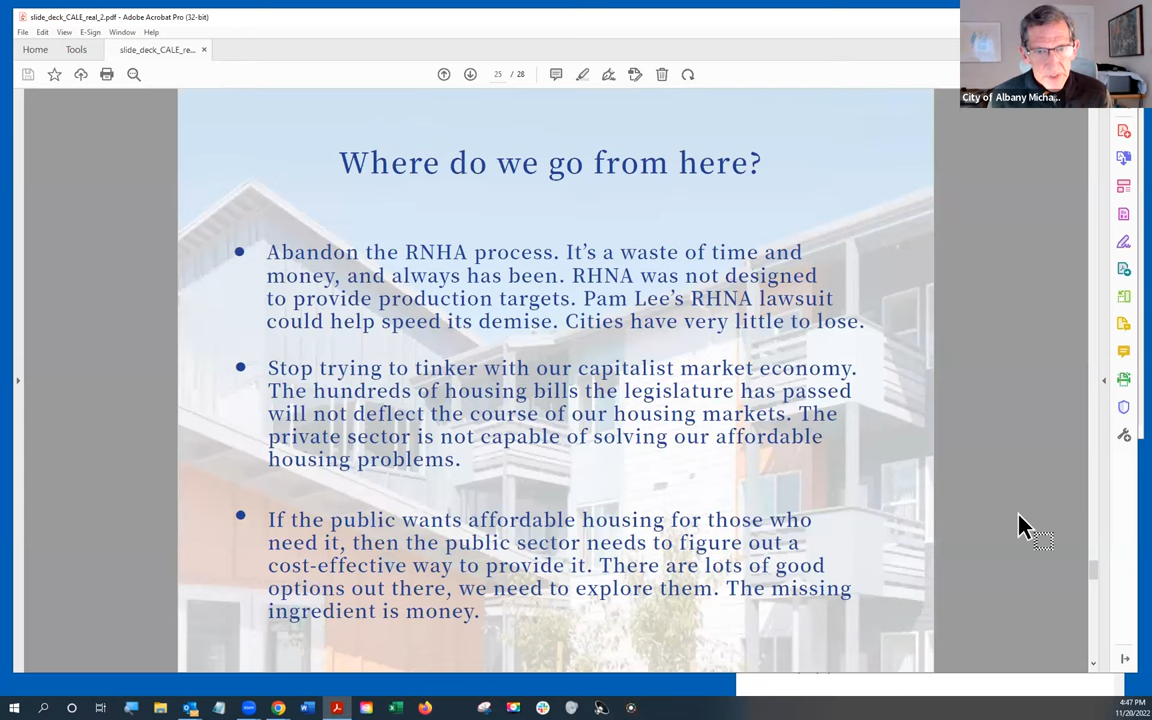 slide_deck_CALE_real_2.pdf - Adobe Acrobat Pro (32-bit)
File Edit View E-Sign Window Help
Home Tools slide_deck_CALE_re... ×
25 / 28
City of Albany Micha...
Where do we go from here?
• Abandon the RNHA process. It’s a waste of time and
money, and always has been. RHNA was not designed
to provide production targets. Pam Lee’s RHNA lawsuit
could help speed its demise. Cities have very little to lose.
• Stop trying to tinker with our capitalist market economy.
The hundreds of housing bills the legislature has passed
will not deflect the course of our housing markets. The
private sector is not capable of solving our affordable
housing problems.
• If the public wants affordable housing for those who
need it, then the public sector needs to figure out a
cost-effective way to provide it. There are lots of good
options out there, we need to explore them. The missing
ingredient is money.
4:47 PM
11/20/2022